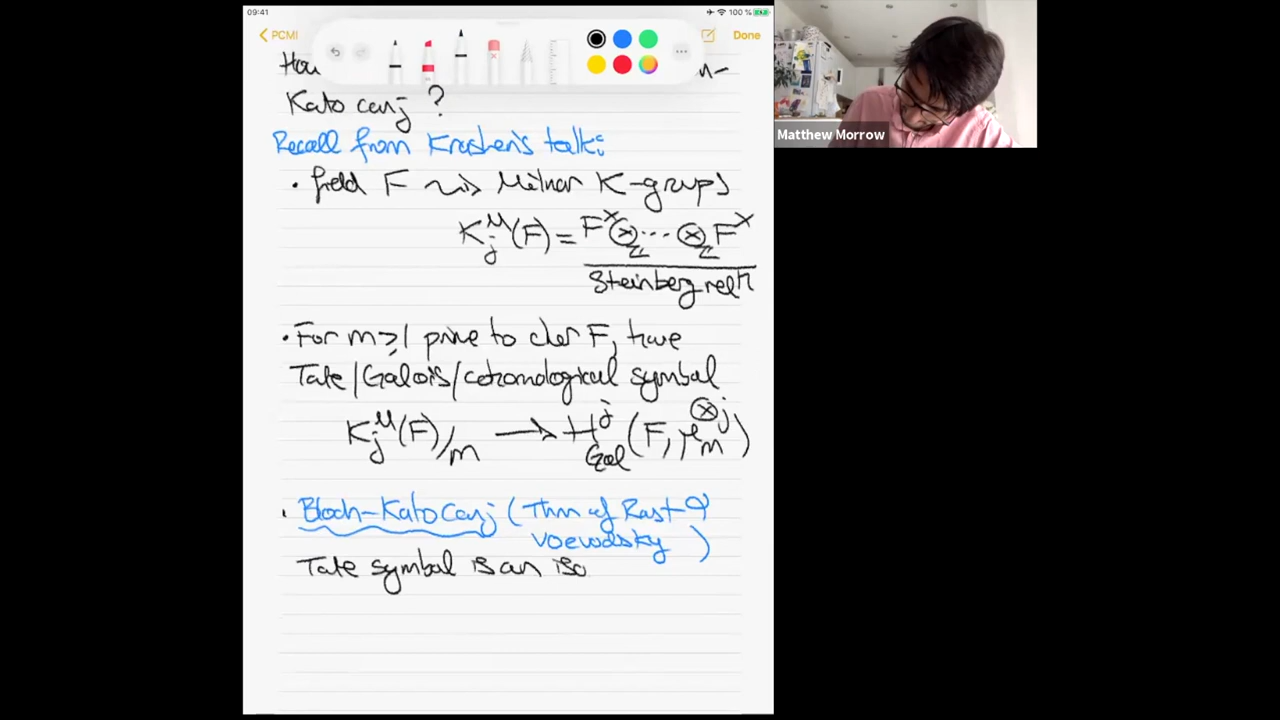 09:41
100 %
PCMI
Done
How
n-
Kato conj ?
Recall from Krashen's talk:
• field F ⇝ Milnor K-groups
K_j^M(F) = F^× ⊗_ℤ ··· ⊗_ℤ F^×
Steinberg rel^n
• For m ≥ 1 prime to char F, have
Tate/Galois/cohomological symbol
K_j^M(F)/m → H^j_Gal (F, μ_m^{⊗j})
• Bloch-Kato Conj (Thm of Rost-
Voevodsky)
Tate symbol is an iso.
Matthew Morrow